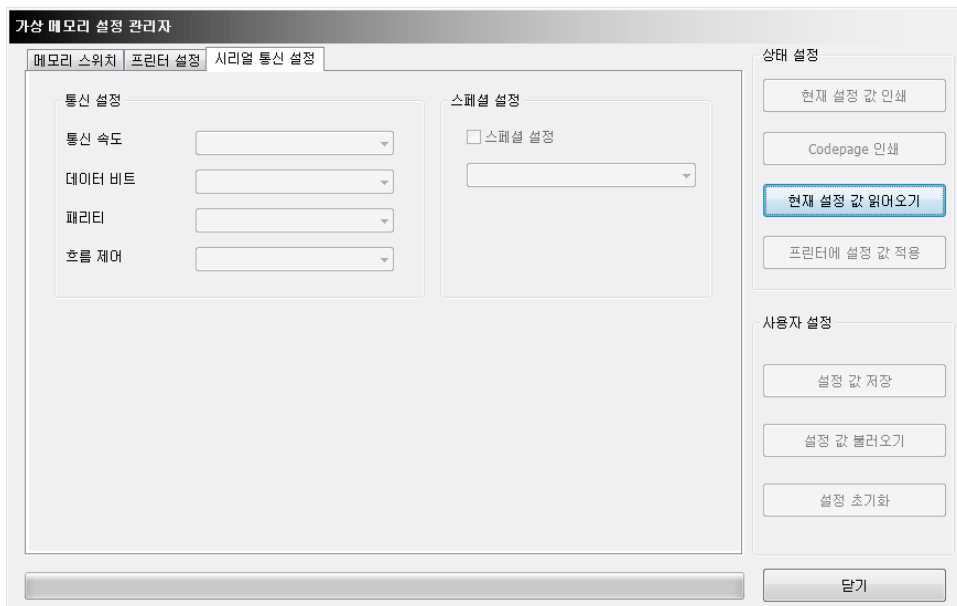 가상 메모리 설정 관리자
메모리 스위치
프린터 설정
시리얼 통신 설정
통신 설정
통신 속도
데이터 비트
패리티
흐름 제어
스페셜 설정
스페셜 설정
상태 설정
현재 설정 값 인쇄
Codepage 인쇄
현재 설정 값 읽어오기
프린터에 설정 값 적용
사용자 설정
설정 값 저장
설정 값 불러오기
설정 초기화
닫기